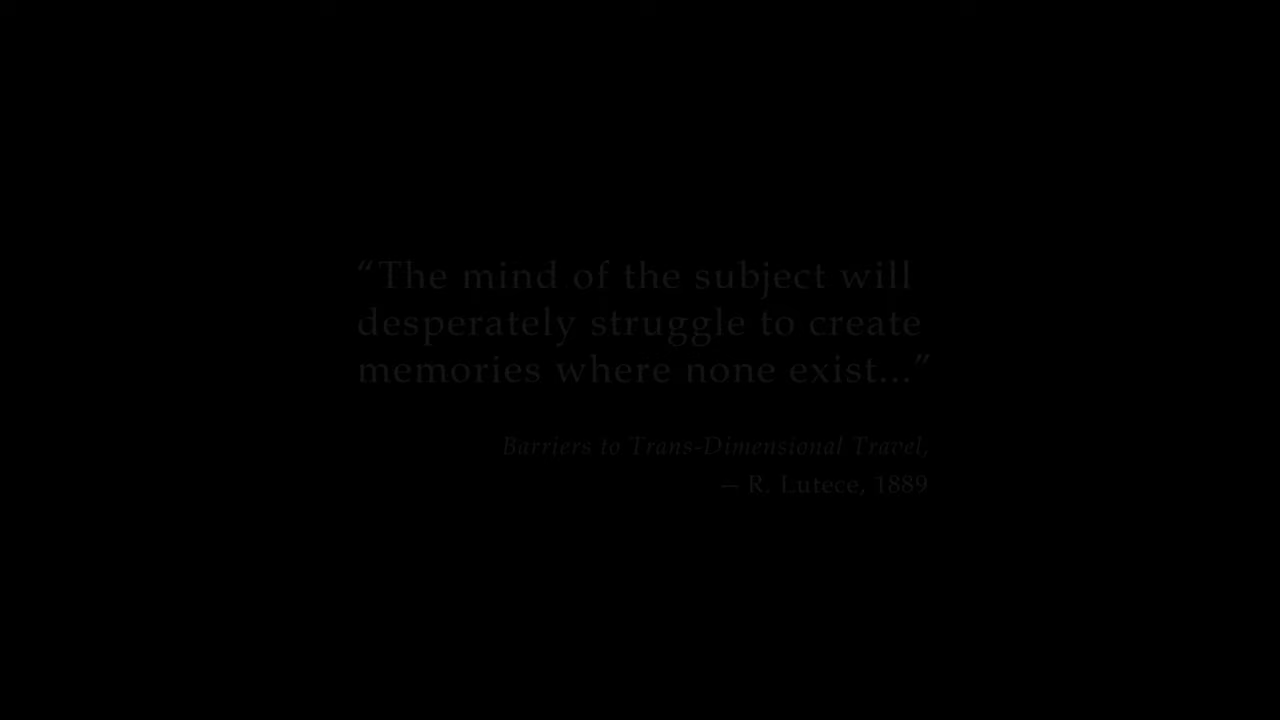 “The mind of the subject will
desperately struggle to create
memories where none exist...”
Barriers to Trans-Dimensional Travel,
— R. Lutece, 1889